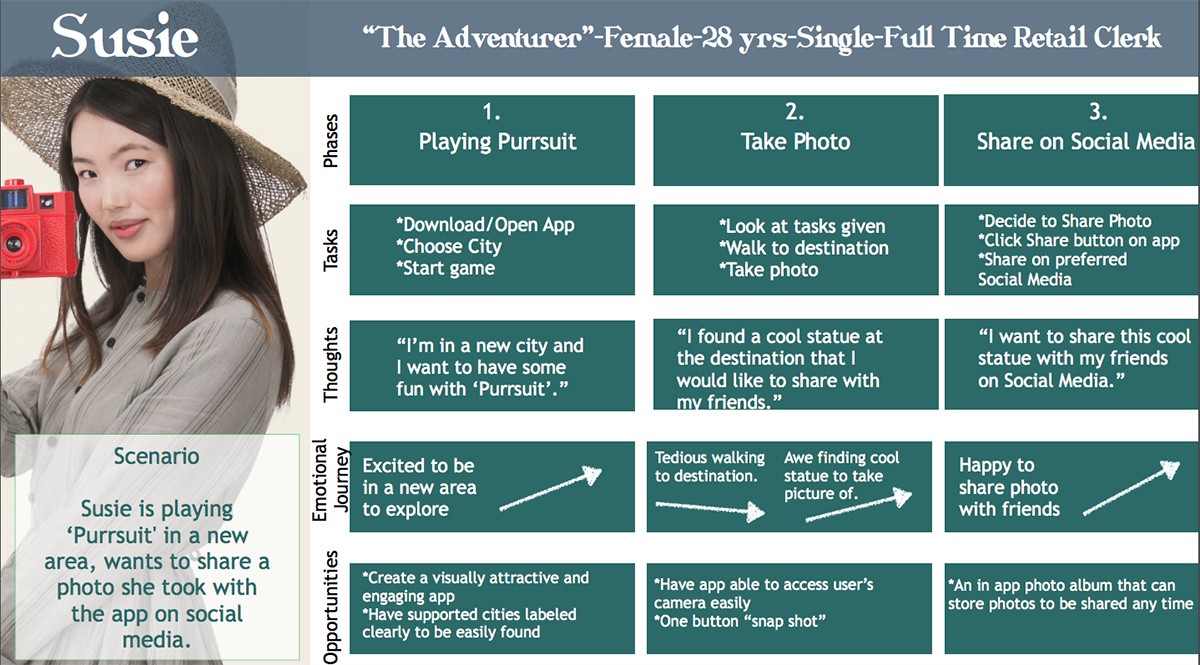 Susie
“The Adventurer”-Female-28 yrs-Single-Full Time Retail Clerk
Phases
1.
Playing Purrsuit
2.
Take Photo
3.
Share on Social Media
Tasks
*Download/Open App
*Choose City
*Start game
*Look at tasks given
*Walk to destination
*Take photo
*Decide to Share Photo
*Click Share button on app
*Share on preferred
Social Media
Thoughts
“I’m in a new city and
I want to have some
fun with ‘Purrsuit’.”
“I found a cool statue at
the destination that I
would like to share with
my friends.”
“I want to share this cool
statue with my friends
on Social Media.”
Emotional
Journey
Excited to be
in a new area
to explore
Tedious walking
to destination.
Awe finding cool
statue to take
picture of.
Happy to
share photo
with friends
Opportunities
*Create a visually attractive and
engaging app
*Have supported cities labeled
clearly to be easily found
*Have app able to access user’s
camera easily
*One button “snap shot”
*An in app photo album that can
store photos to be shared any time
Scenario
Susie is playing
‘Purrsuit' in a new
area, wants to share a
photo she took with
the app on social
media.